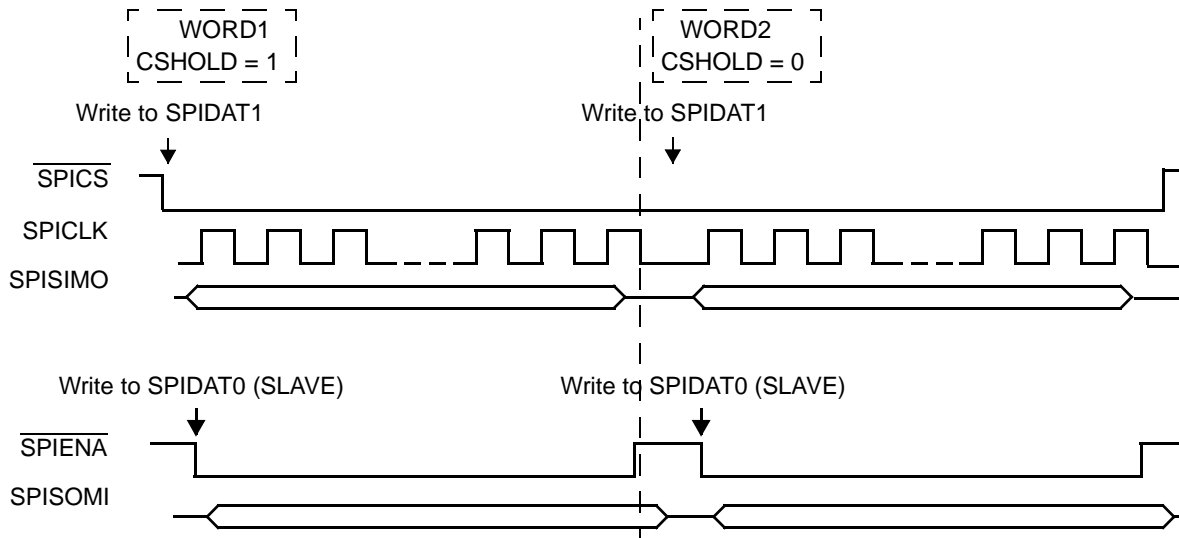 WORD1
CSHOLD = 1
WORD2
CSHOLD = 0
Write to SPIDAT1
Write to SPIDAT1
SPICS
SPICLK
SPISIMO
Write to SPIDAT0 (SLAVE)
Write to SPIDAT0 (SLAVE)
SPIENA
SPISOMI